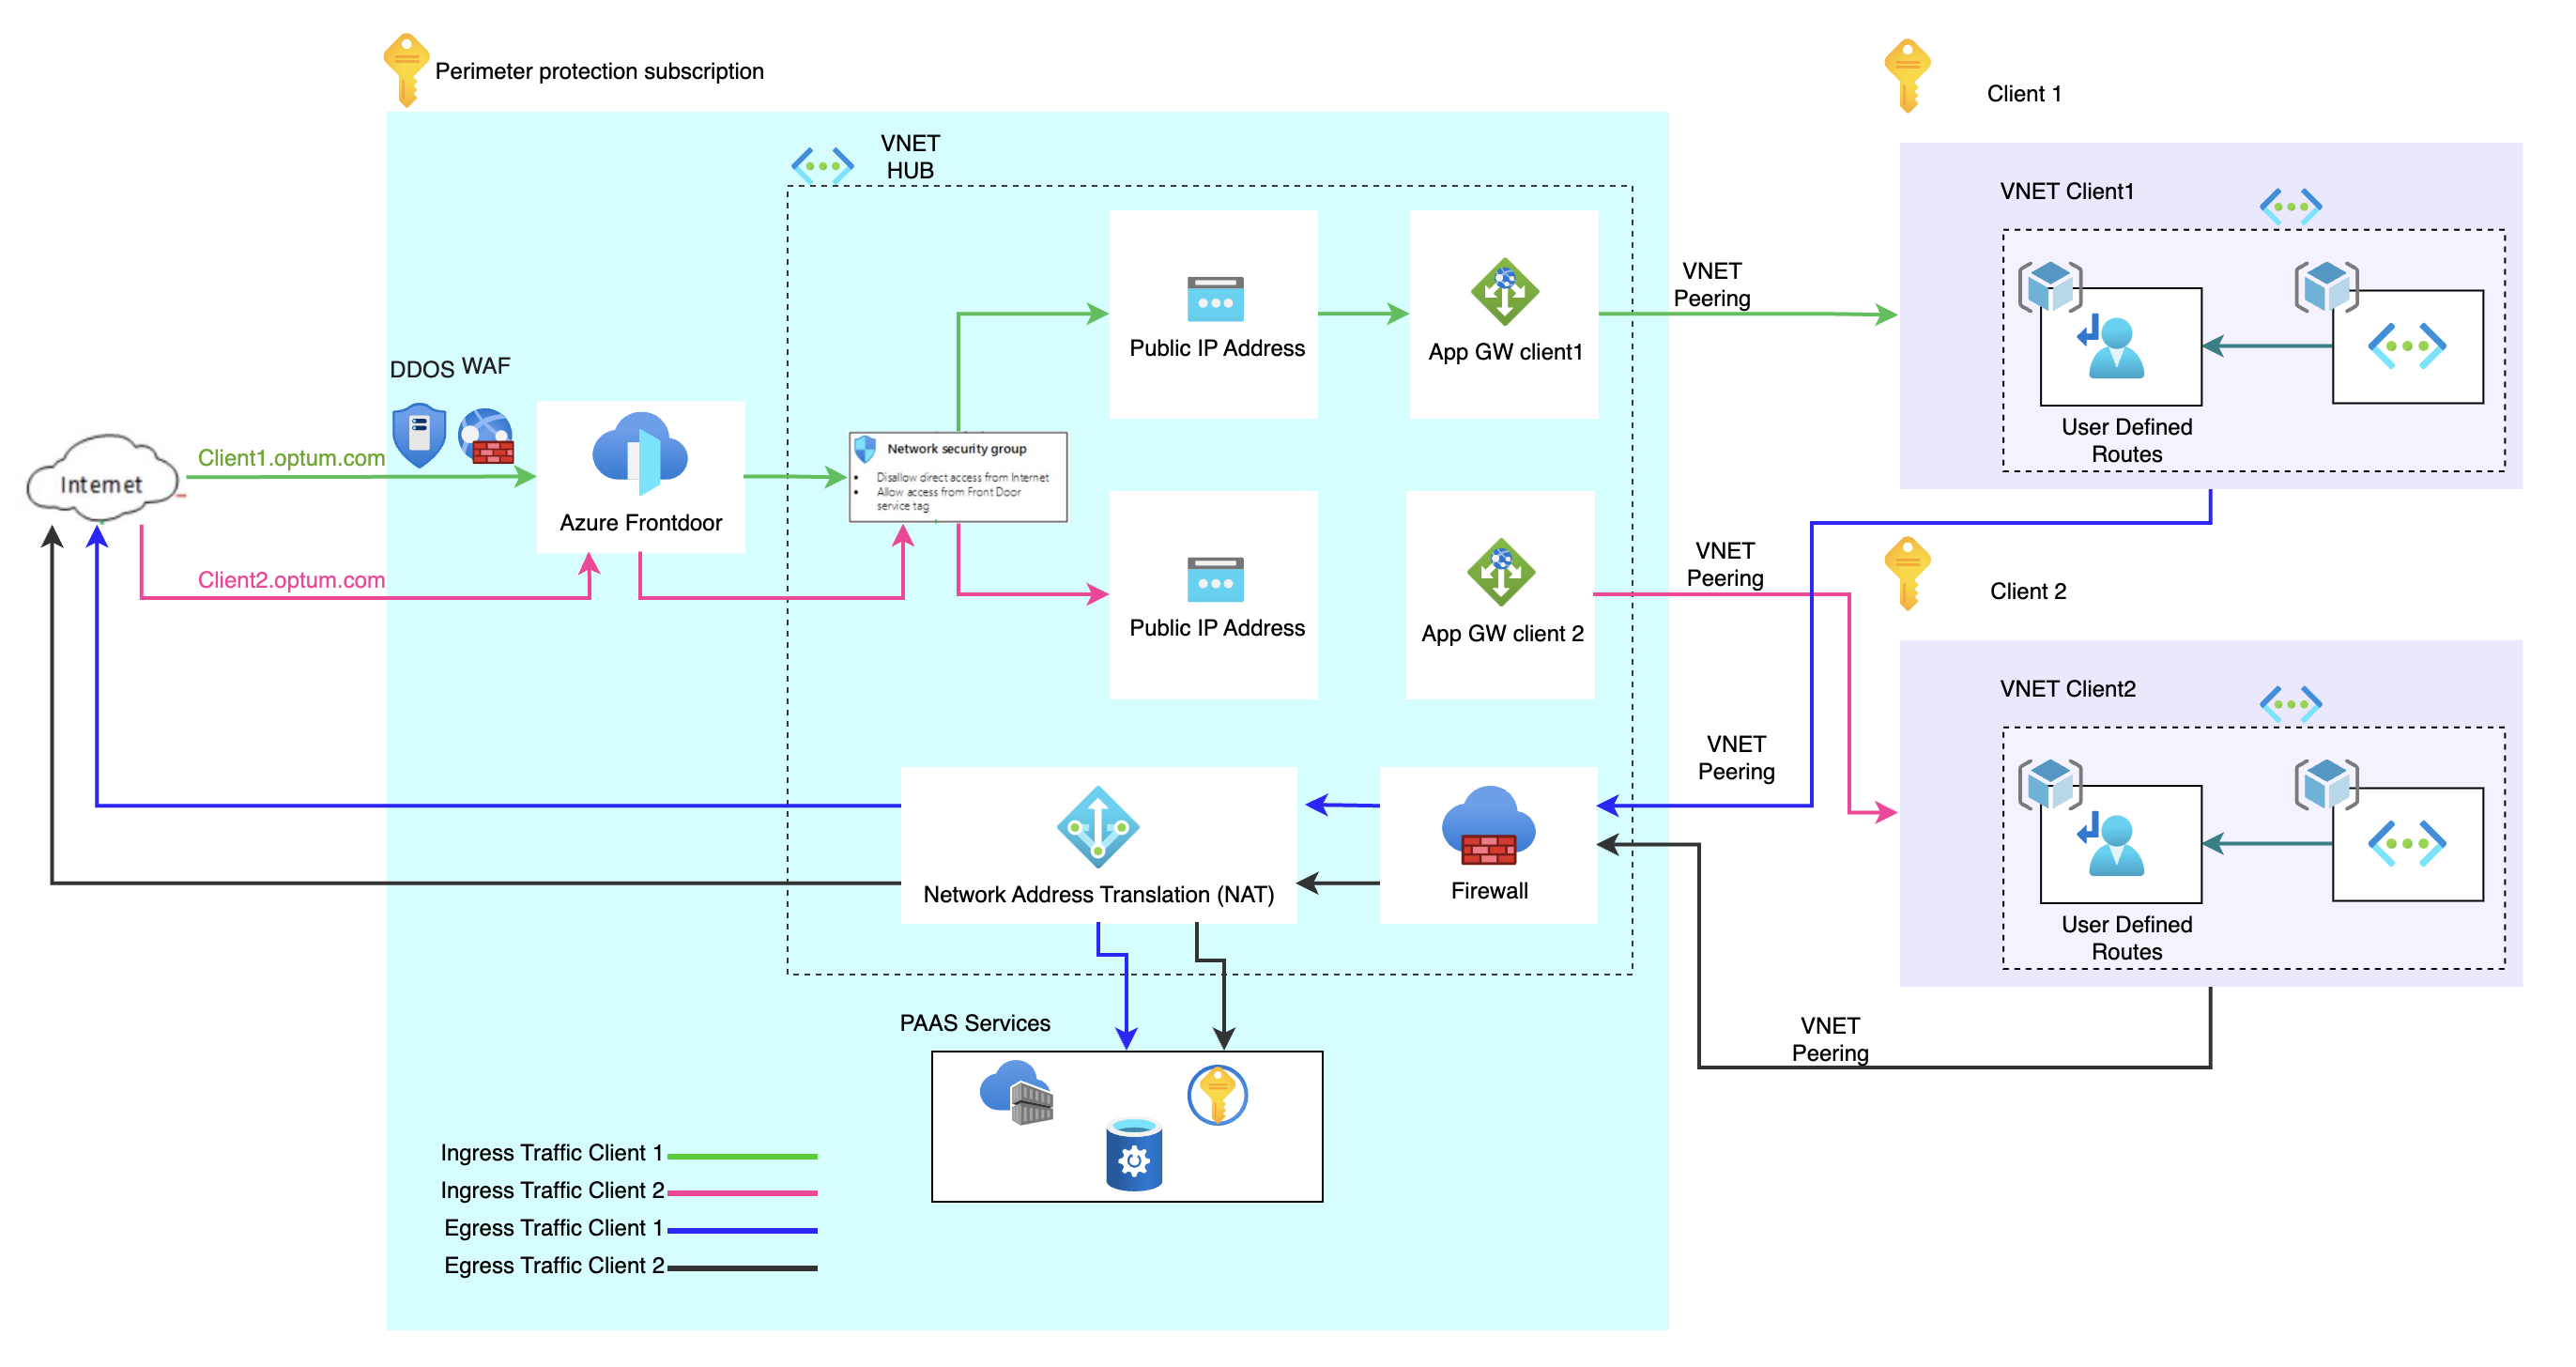 Perimeter protection subscription
Client 1
VNET
HUB
VNET Client1
VNET
Peering
Public IP Address
App GW client1
DDOS
WAF
User Defined
Routes
Client1.optum.com
Internet
Azure Frontdoor
Network security group
• Disallow direct access from Internet
• Allow access from Front Door
service tag
Client2.optum.com
VNET
Peering
Client 2
Public IP Address
App GW client 2
VNET Client2
VNET
Peering
Network Address Translation (NAT)
Firewall
User Defined
Routes
PAAS Services
VNET
Peering
Ingress Traffic Client 1
Ingress Traffic Client 2
Egress Traffic Client 1
Egress Traffic Client 2